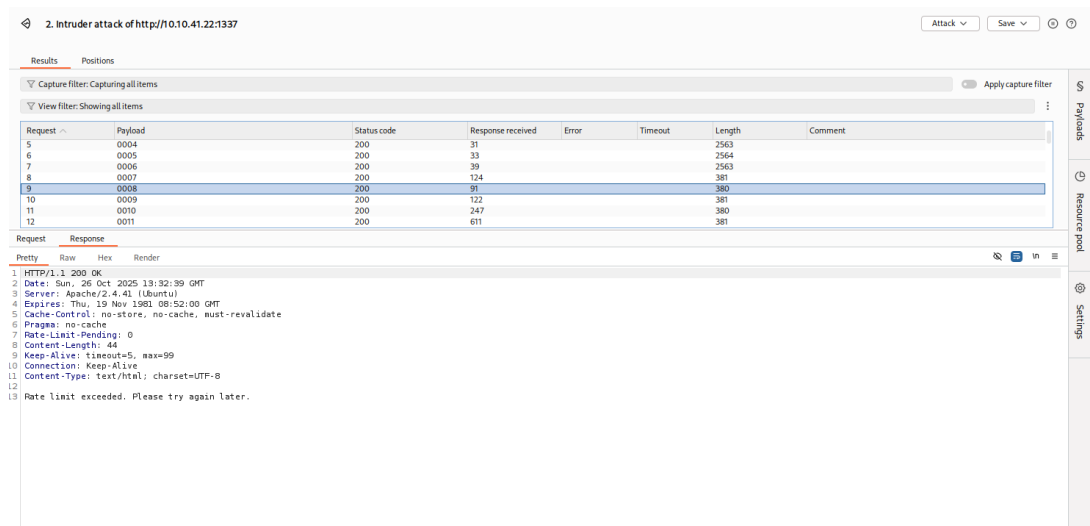 2. Intruder attack of http://10.10.41.22:1337
Attack
Save
Results Positions
Capture filter: Capturing all items
Apply capture filter
View filter: Showing all items
Request Payload Status code Response received Error Timeout Length Comment
5 0004 200 31 2563
6 0005 200 33 2564
7 0006 200 39 2563
8 0007 200 124 381
9 0008 200 91 380
10 0009 200 122 381
11 0010 200 247 380
12 0011 200 611 381
Request Response
Pretty Raw Hex Render
\n
1 HTTP/1.1 200 OK
2 Date: Sun, 26 Oct 2025 13:32:39 GMT
3 Server: Apache/2.4.41 (Ubuntu)
4 Expires: Thu, 19 Nov 1981 08:52:00 GMT
5 Cache-Control: no-store, no-cache, must-revalidate
6 Pragma: no-cache
7 Rate-Limit-Pending: 0
8 Content-Length: 44
9 Keep-Alive: timeout=5, max=99
10 Connection: Keep-Alive
11 Content-Type: text/html; charset=UTF-8
12
13 Rate limit exceeded. Please try again later.
Payloads
Resource pool
Settings